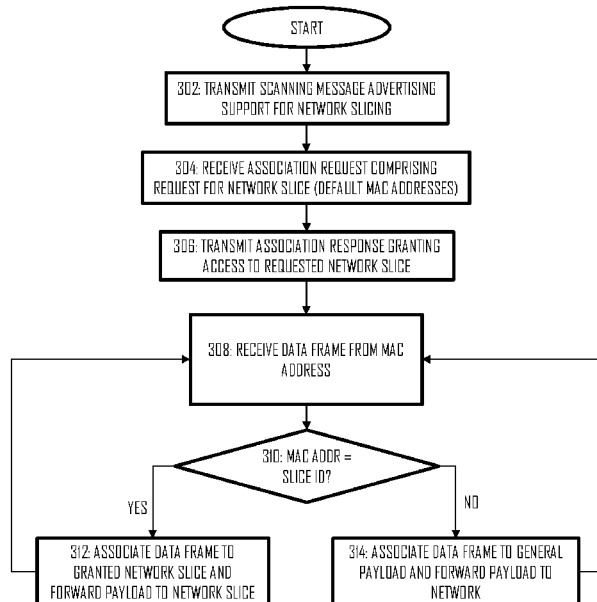 START
302: TRANSMIT SCANNING MESSAGE ADVERTISING
SUPPORT FOR NETWORK SLICING
304: RECEIVE ASSOCIATION REQUEST COMPRISING
REQUEST FOR NETWORK SLICE (DEFAULT MAC ADDRESSES)
306: TRANSMIT ASSOCIATION RESPONSE GRANTING
ACCESS TO REQUESTED NETWORK SLICE
308: RECEIVE DATA FRAME FROM MAC
ADDRESS
310: MAC ADDR =
SLICE ID?
YES
NO
312: ASSOCIATE DATA FRAME TO
GRANTED NETWORK SLICE AND
FORWARD PAYLOAD TO NETWORK SLICE
314: ASSOCIATE DATA FRAME TO GENERAL
PAYLOAD AND FORWARD PAYLOAD TO
NETWORK